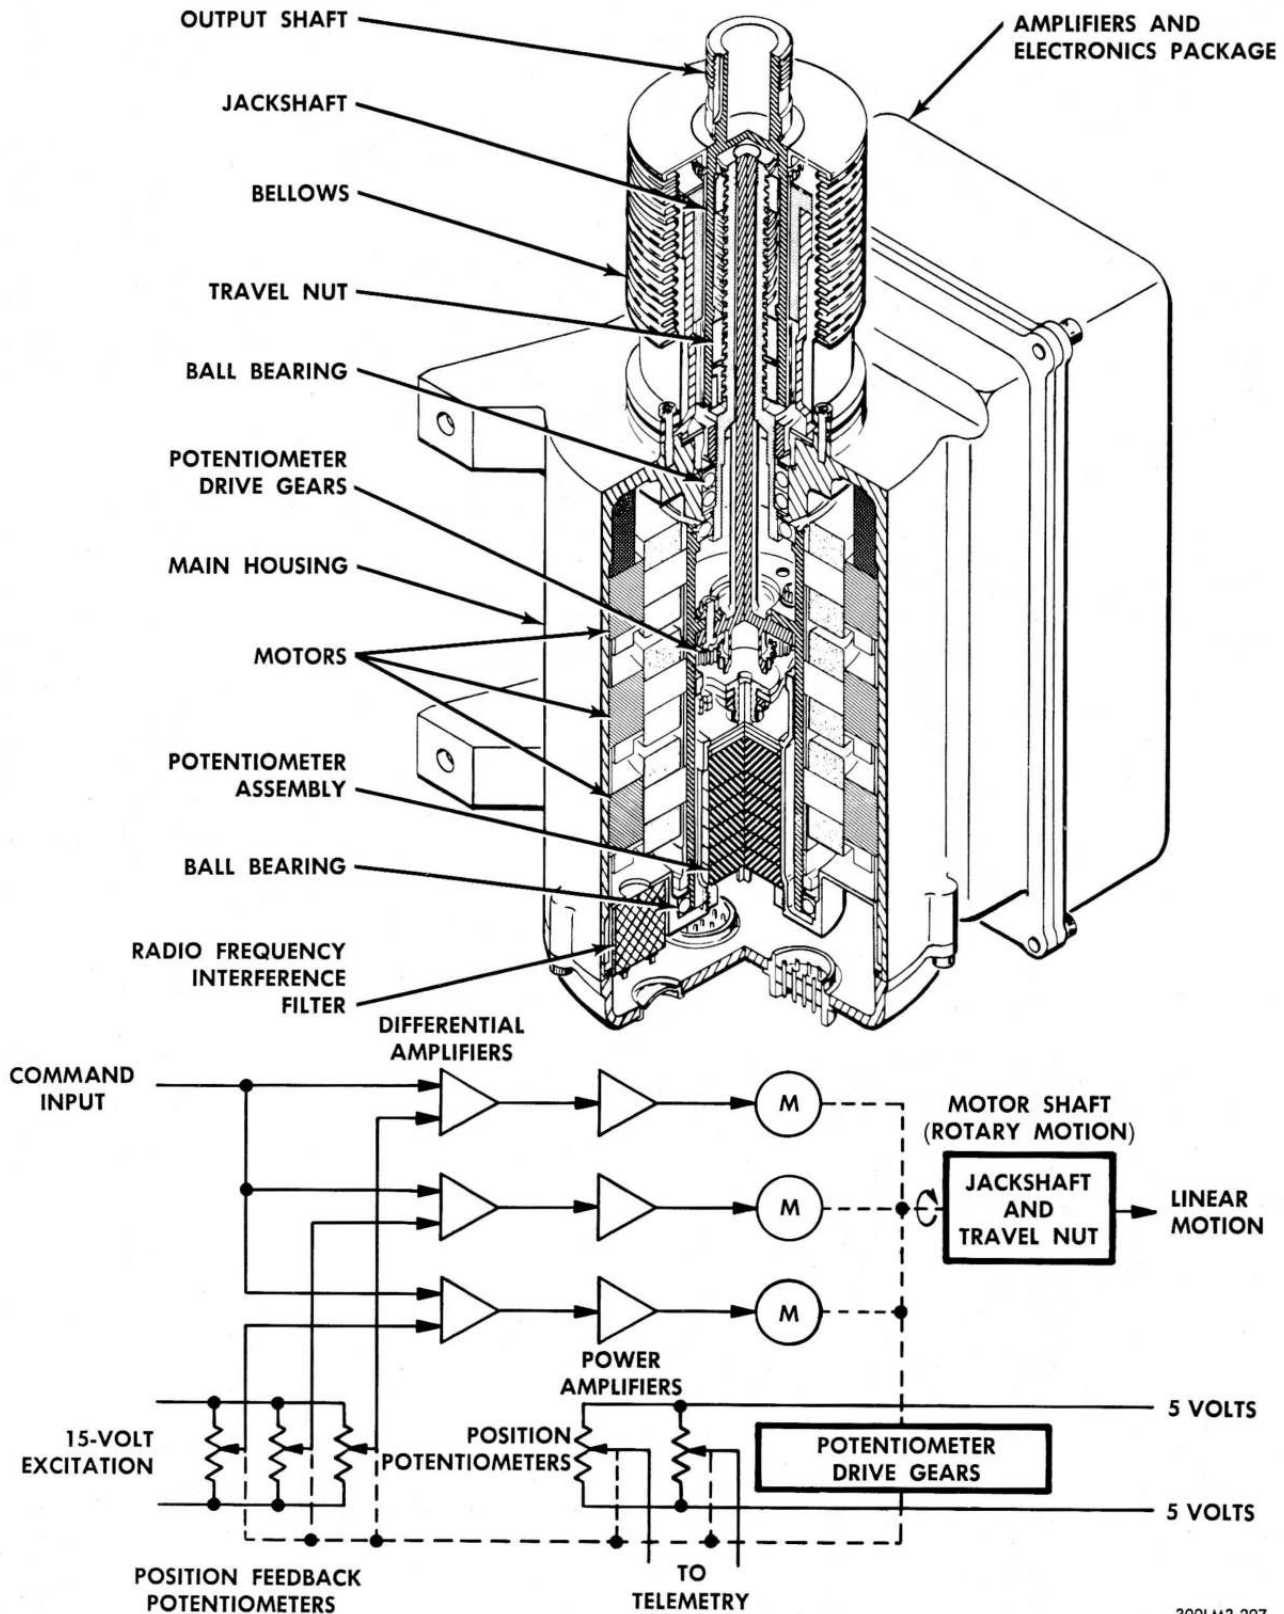 OUTPUT SHAFT
AMPLIFIERS AND
ELECTRONICS PACKAGE
JACKSHAFT
BELLOWS
TRAVEL NUT
BALL BEARING
POTENTIOMETER
DRIVE GEARS
MAIN HOUSING
MOTORS
POTENTIOMETER
ASSEMBLY
BALL BEARING
RADIO FREQUENCY
INTERFERENCE
FILTER
DIFFERENTIAL
AMPLIFIERS
COMMAND
INPUT
M
MOTOR SHAFT
(ROTARY MOTION)
M
JACKSHAFT
AND
TRAVEL NUT
LINEAR
MOTION
M
POWER
AMPLIFIERS
15-VOLT
EXCITATION
POSITION
POTENTIOMETERS
5 VOLTS
POTENTIOMETER
DRIVE GEARS
5 VOLTS
POSITION FEEDBACK
POTENTIOMETERS
TO
TELEMETRY